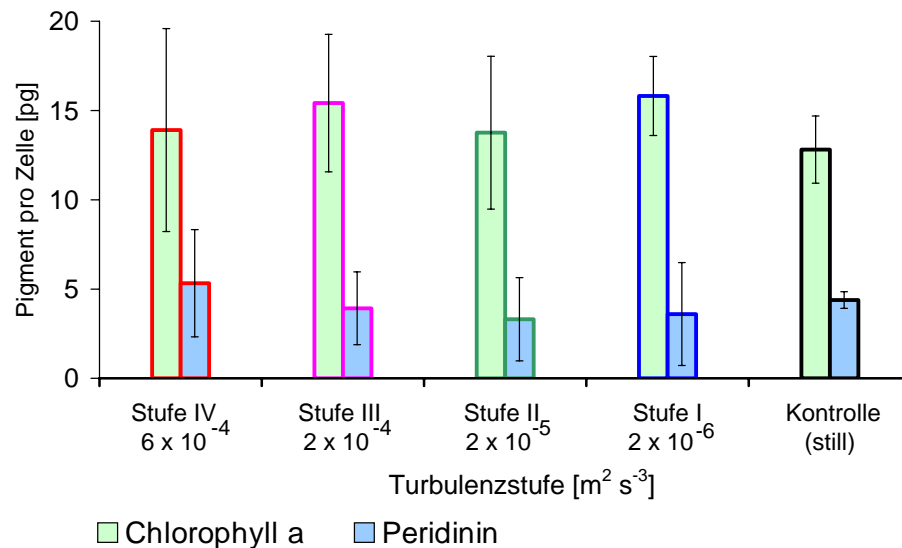 20
15
10
5
0
Pigment pro Zelle [pg]
Stufe IV Stufe III Stufe II Stufe I Kontrolle
6 x 10⁻⁴ 2 x 10⁻⁴ 2 x 10⁻⁵ 2 x 10⁻⁶ (still)
Turbulenzstufe [m² s⁻³]
Chlorophyll a Peridinin